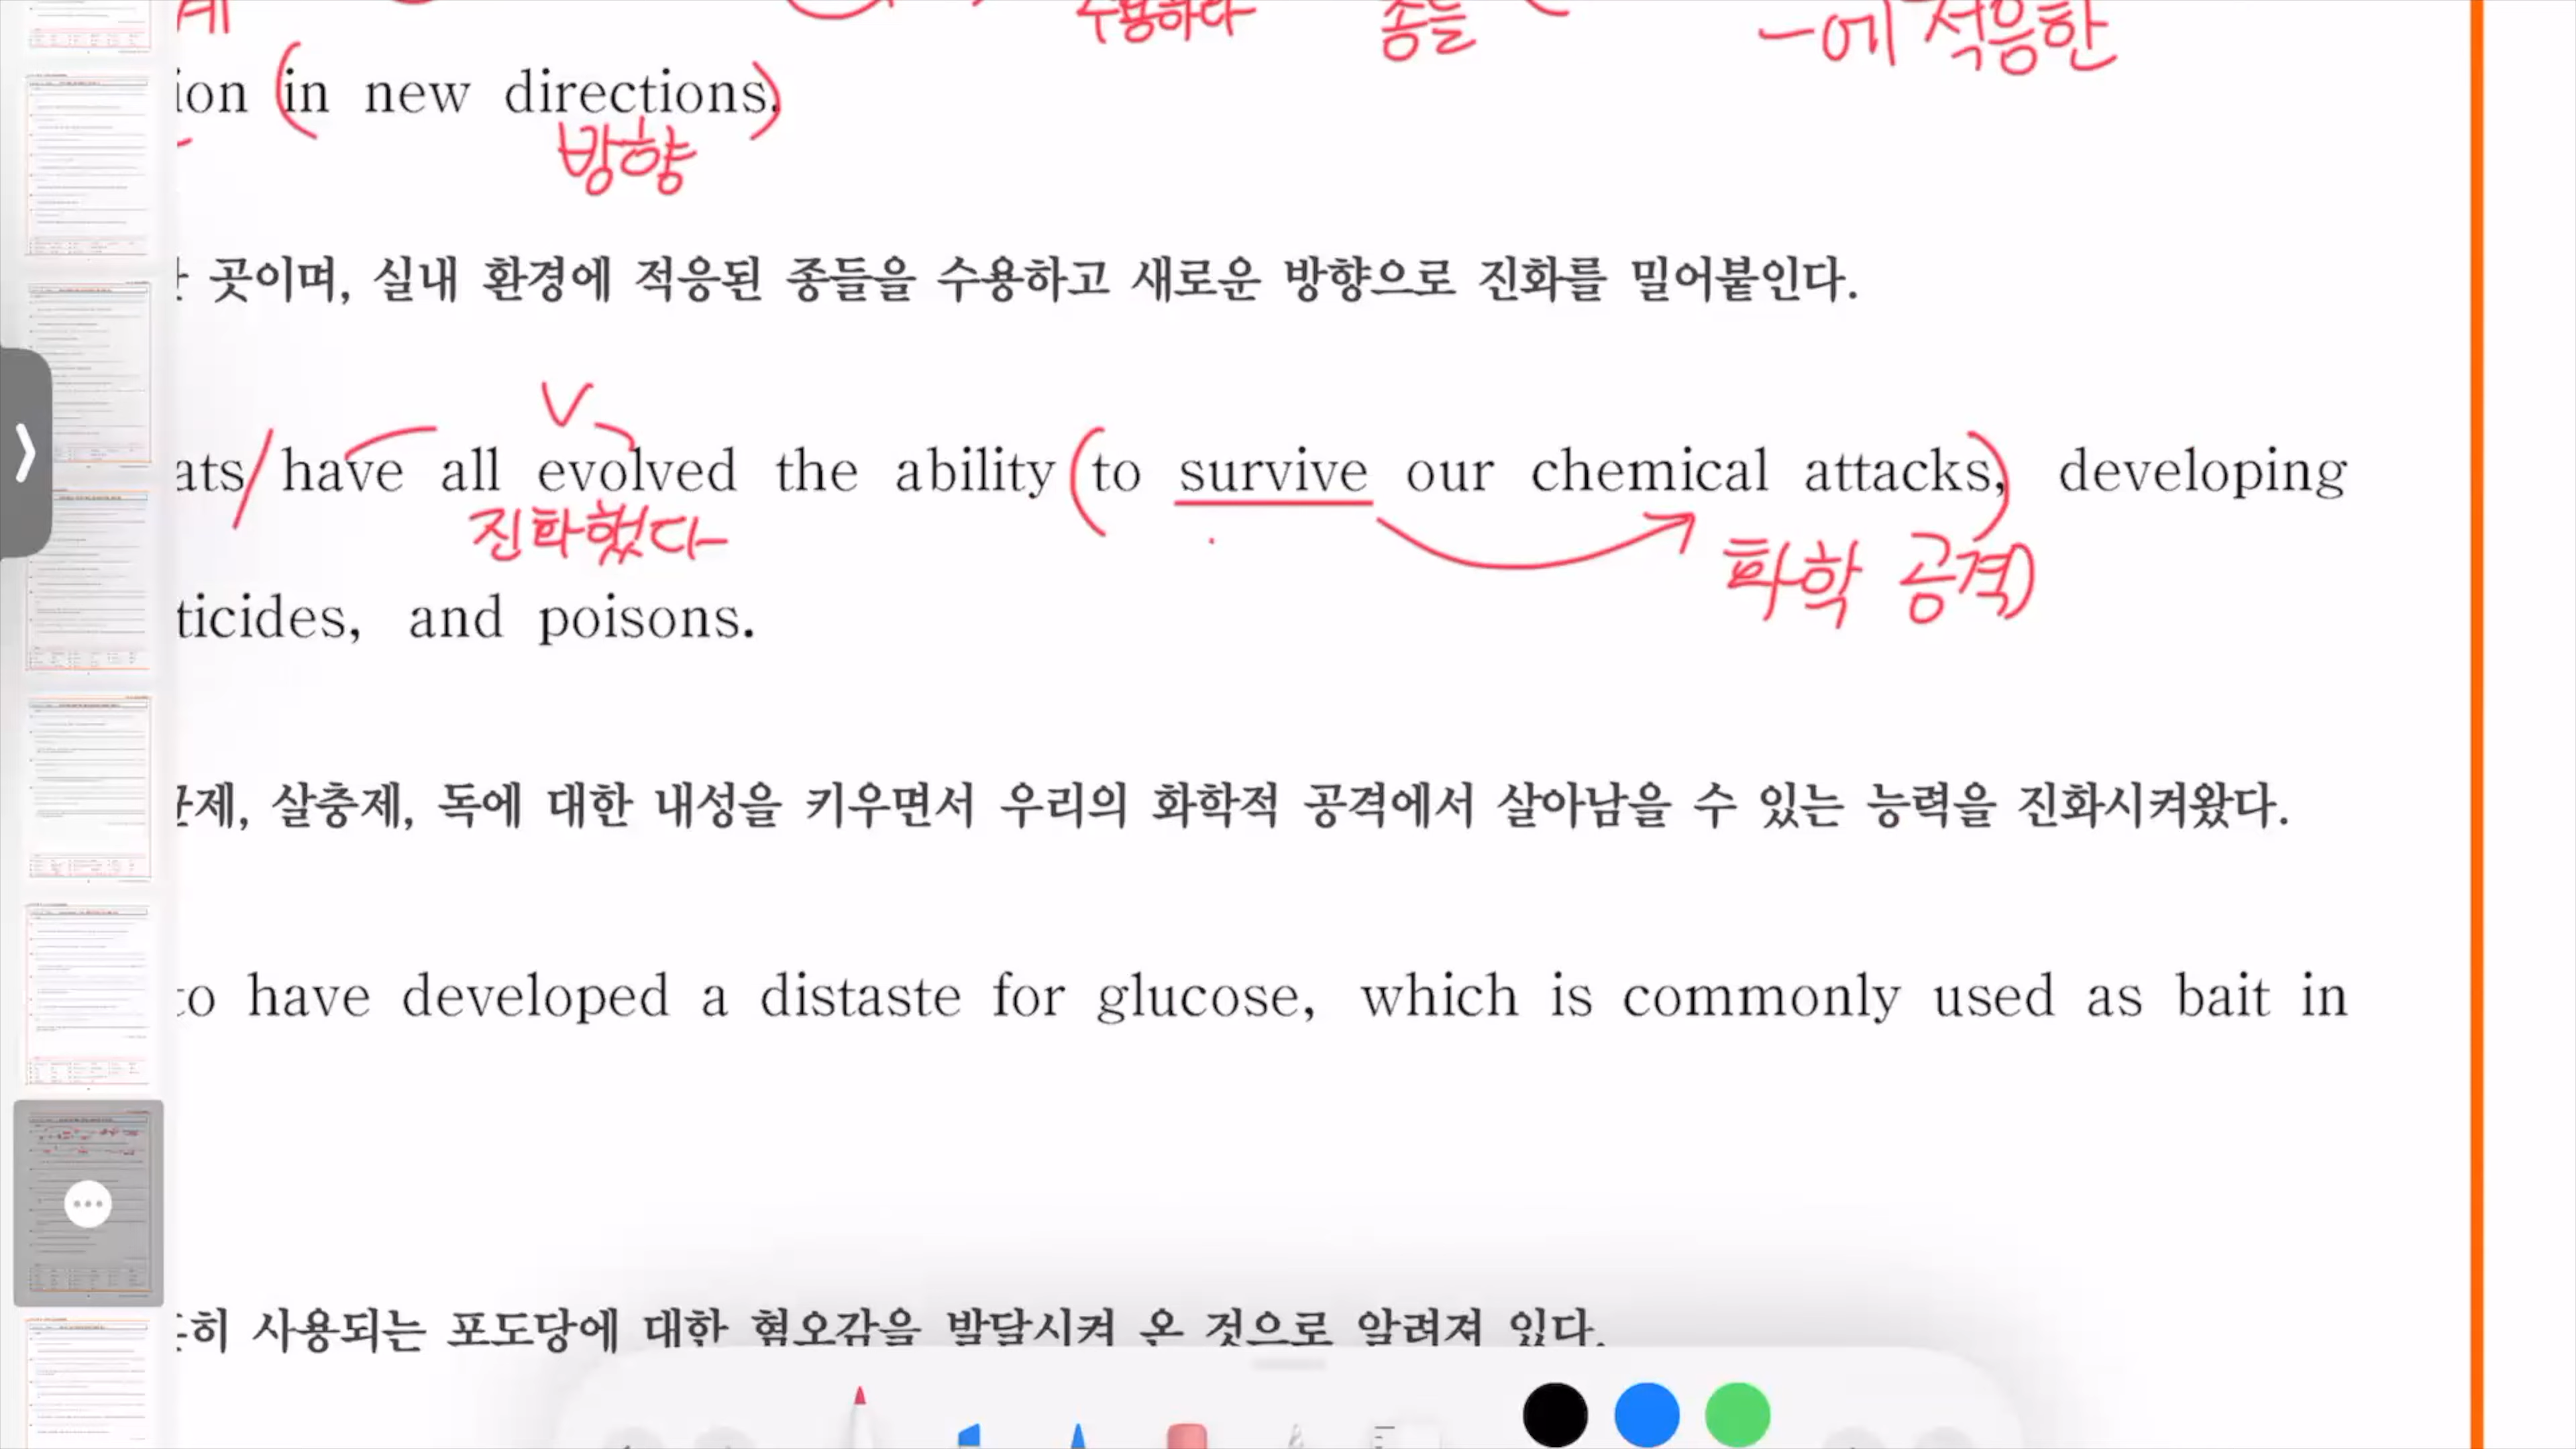 수용하다 종들 -에 적응한
ion in new directions,
방향
곳이며, 실내 환경에 적응된 종들을 수용하고 새로운 방향으로 진화를 밀어붙인다.
V
ats have all evolved the ability to survive our chemical attacks, developing
진화했다 화학 공격
ticides, and poisons.
제, 살충제, 독에 대한 내성을 키우면서 우리의 화학적 공격에서 살아남을 수 있는 능력을 진화시켜왔다.
to have developed a distaste for glucose, which is commonly used as bait in
히 사용되는 포도당에 대한 혐오감을 발달시켜 온 것으로 알려져 있다.